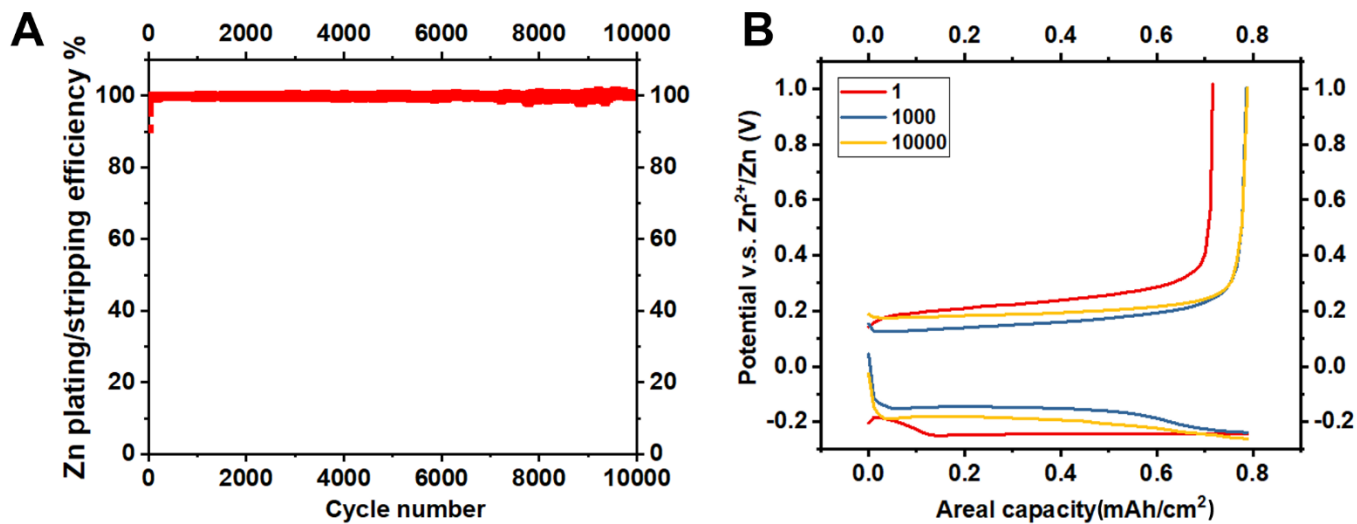 A
0 2000 4000 6000 8000 10000
Zn plating/stripping efficiency %
100 100
80 80
60 60
40 40
20 20
0 0
0 2000 4000 6000 8000 10000
Cycle number
B
0.0 0.2 0.4 0.6 0.8
Potential v.s. Zn²⁺/Zn (V)
1.0 1.0
0.8 0.8
0.6 0.6
0.4 0.4
0.2 0.2
0.0 0.0
-0.2 -0.2
1
1000
10000
0.0 0.2 0.4 0.6 0.8
Areal capacity(mAh/cm²)